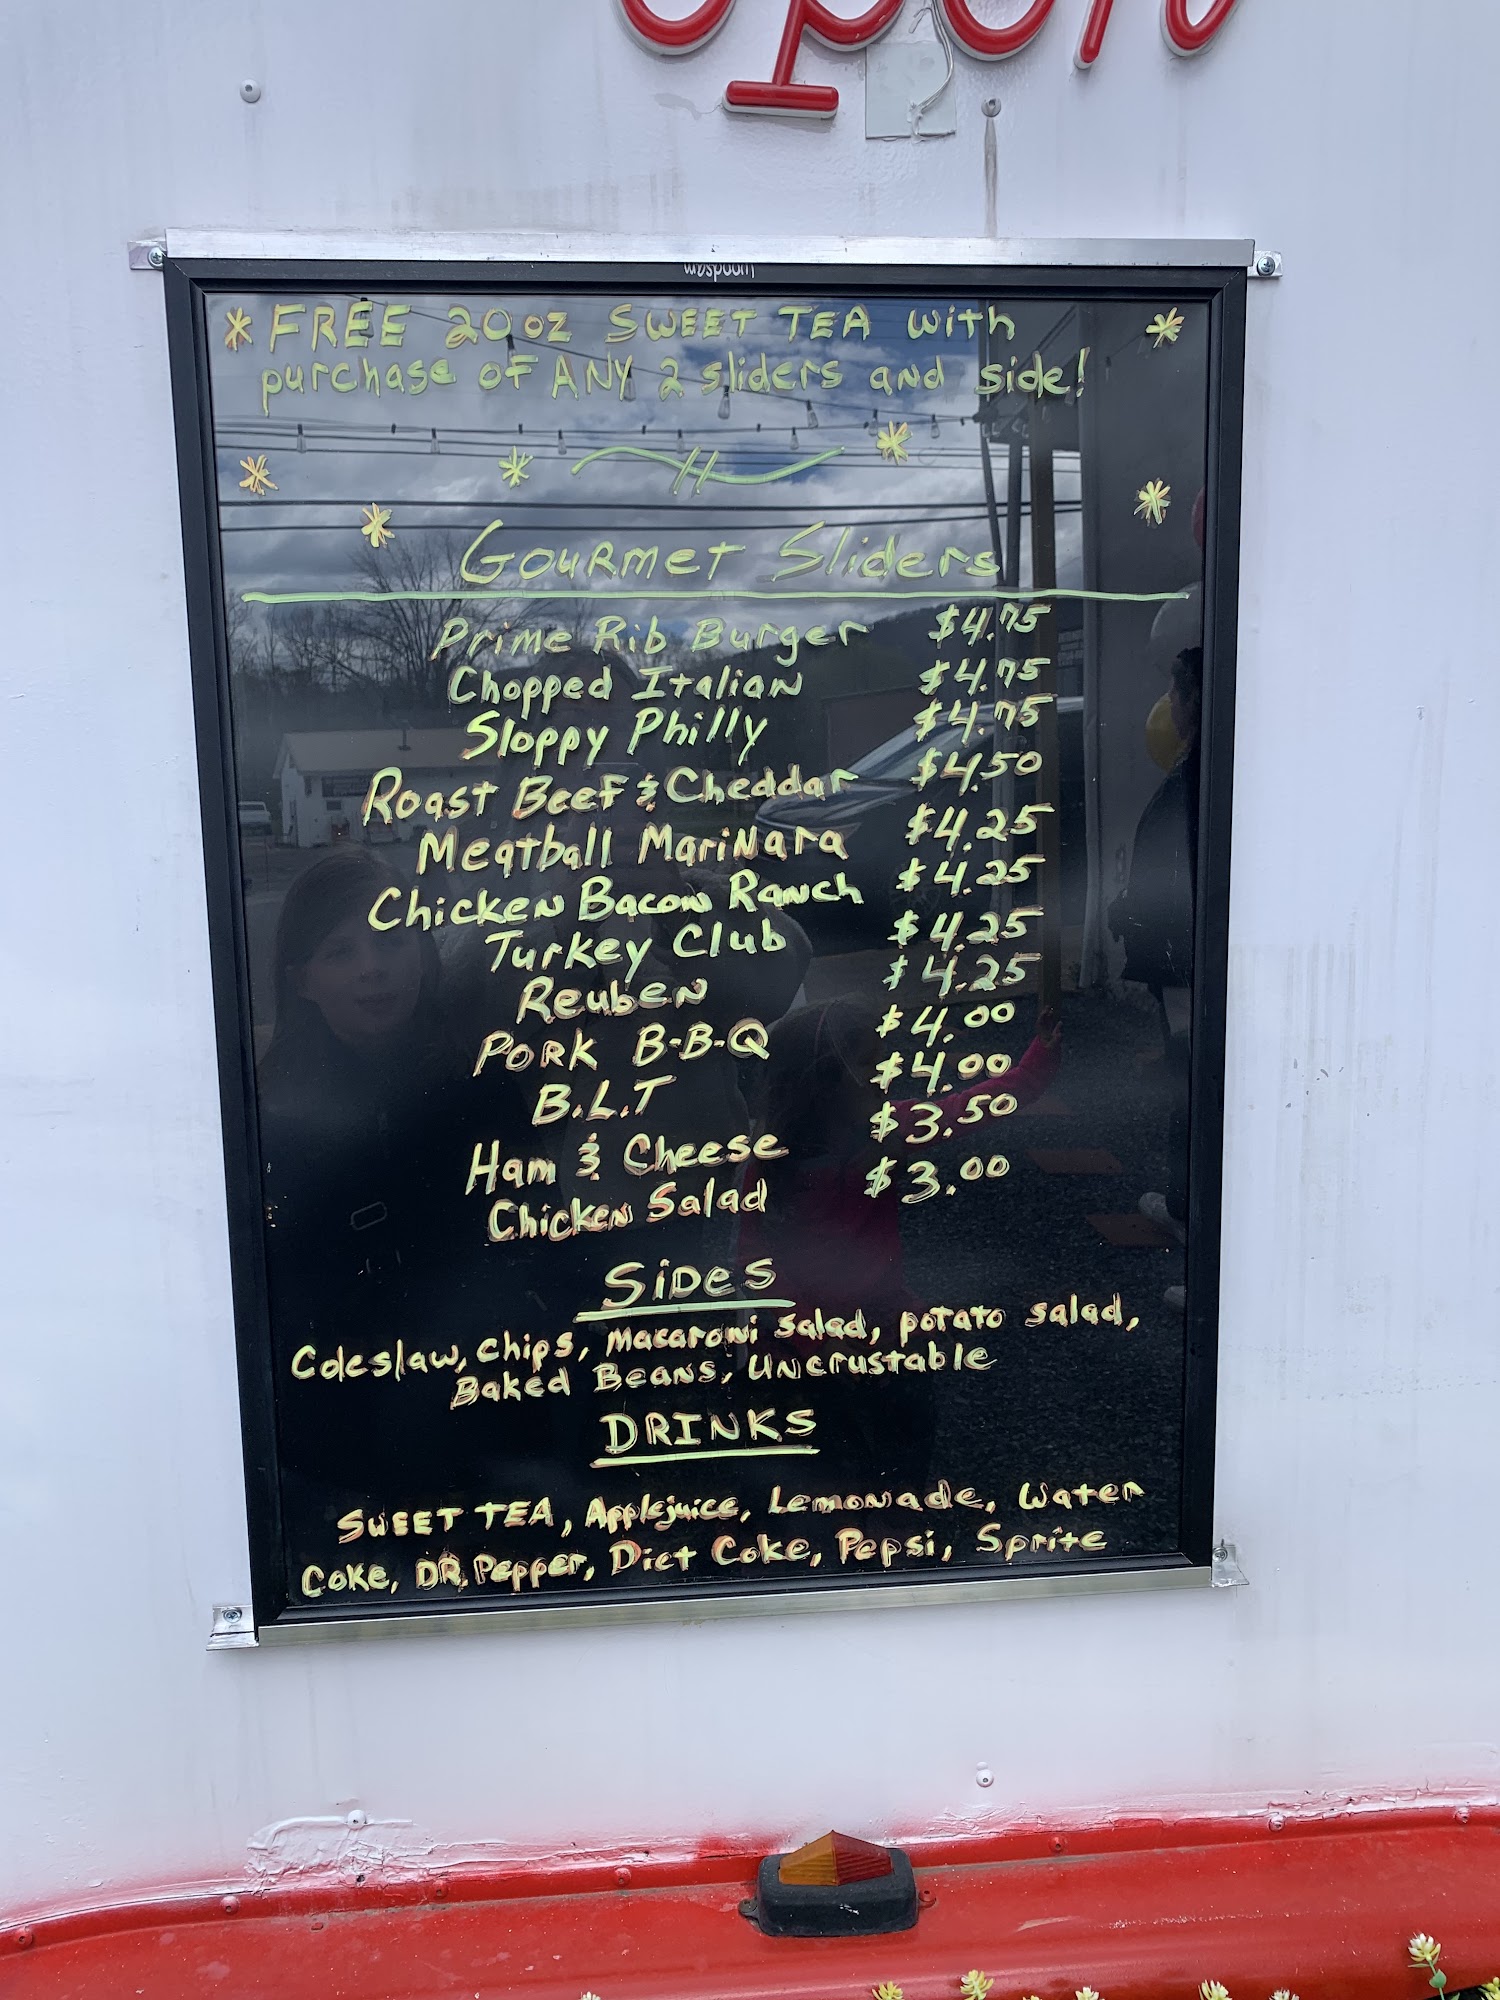 open
wespoom
* FREE 20oz SWEET TEA with *
purchase of ANY 2 sliders and side!
Gourmet Sliders
Prime Rib Burger $4.75
Chopped Italian $4.75
Sloppy Philly $4.75
Roast Beef & Cheddar $4.50
Meatball Marinara $4.25
Chicken Bacon Ranch $4.25
Turkey Club $4.25
Reuben $4.25
Pork B-B-Q $4.00
B.L.T $4.00
Ham & Cheese $3.50
Chicken Salad $3.00
Sides
Coleslaw, chips, Macaroni salad, potato salad,
Baked Beans, Uncrustable
DRINKS
SWEET TEA, Applejuice, Lemonade, Water
Coke, DR. Pepper, Diet Coke, Pepsi, Sprite